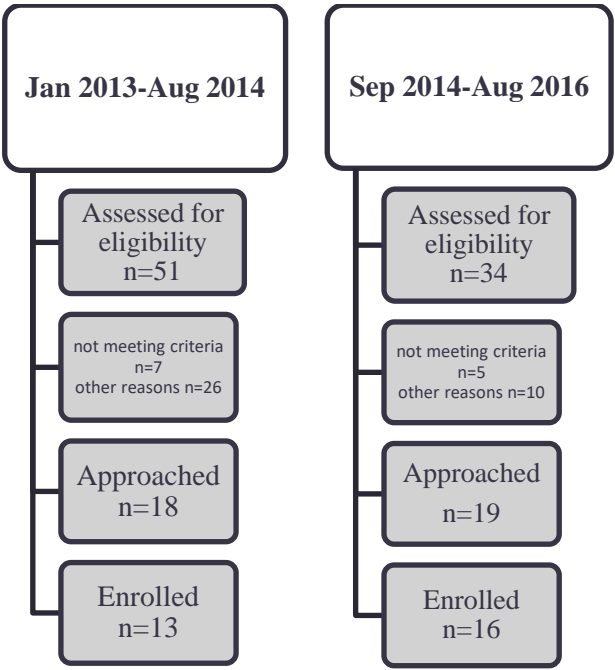 Jan 2013-Aug 2014
Assessed for
eligibility
n=51
not meeting criteria
n=7
other reasons n=26
Approached
n=18
Enrolled
n=13
Sep 2014-Aug 2016
Assessed for
eligibility
n=34
not meeting criteria
n=5
other reasons n=10
Approached
n=19
Enrolled
n=16